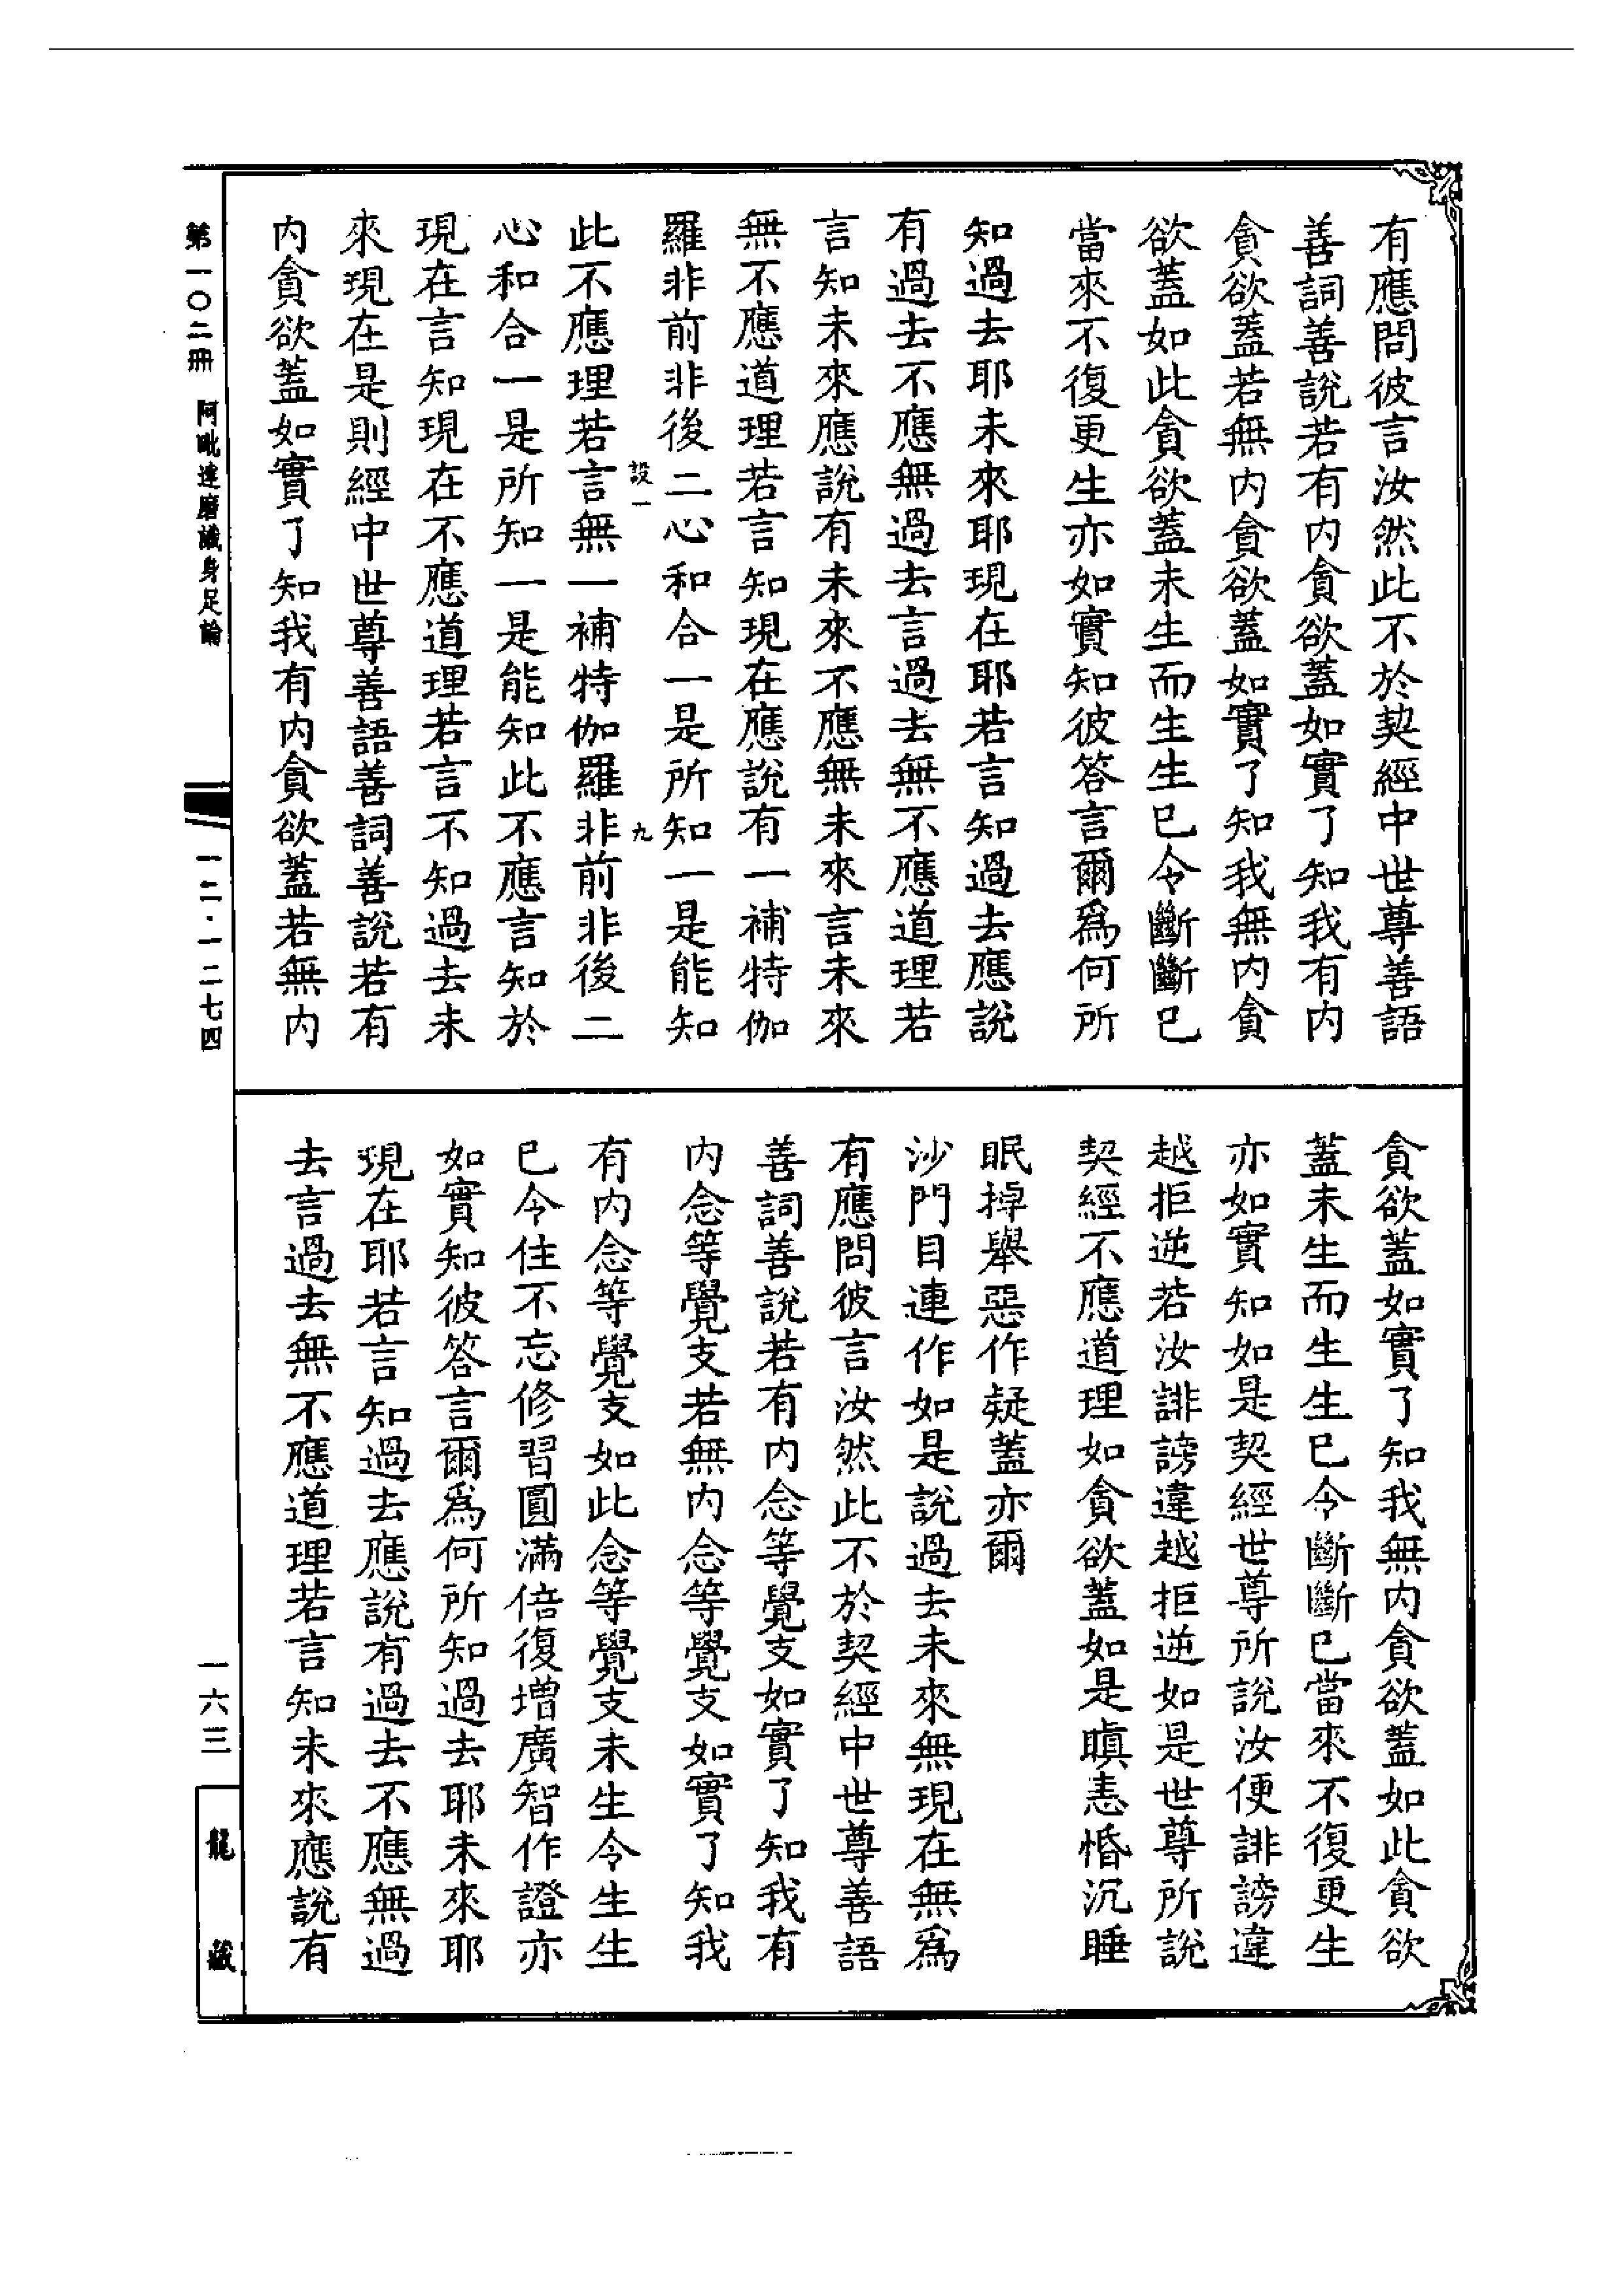 有應問彼言汝然此不於契經中世尊善語
善詞善說若有内貪欲蓋如實了知我有内
貪欲蓋若無内貪欲蓋如實了知我無内貪
欲蓋如此貪欲蓋未生而生生已令斷斷已
當來不復更生亦如實知彼答言爾爲何所
知過去耶未來耶現在耶若言知過去應說
有過去不應無過去言過去無不應道理若
言知未來應說有未來不應無未來言未來
無不應道理若言知現在應說有一補特伽
羅非前非後二心和合一是所知一是能知
設一 九
此不應理若言無一補特伽羅非前非後二
心和合一是所知一是能知此不應言知於
現在言知現在不應道理若言不知過去未
來現在是則經中世尊善語善詞善說若有
内貪欲蓋如實了知我有内貪欲蓋若無内
貪欲蓋如實了知我無内貪欲蓋如此貪欲
蓋未生而生生已令斷斷已當來不復更生
亦如實知如是契經世尊所說汝便誹謗違
越拒逆若汝誹謗違越拒逆如是世尊所說
契經不應道理如貪欲蓋如是瞋恚惛沉睡
眠掉舉惡作疑蓋亦爾
沙門目連作如是說過去未來無現在無爲
有應問彼言汝然此不於契經中世尊善語
善詞善說若有内念等覺支如實了知我有
内念等覺支若無内念等覺支如實了知我
有内念等覺支如此念等覺支未生令生生
已令住不忘修習圓滿倍復增廣智作證亦
如實知彼答言爾爲何所知過去耶未來耶
現在耶若言知過去應說有過去不應無過
去言過去無不應道理若言知未來應說有
第一〇二冊 阿毗達磨識身足論
一二·一二七四
一六三
龍藏